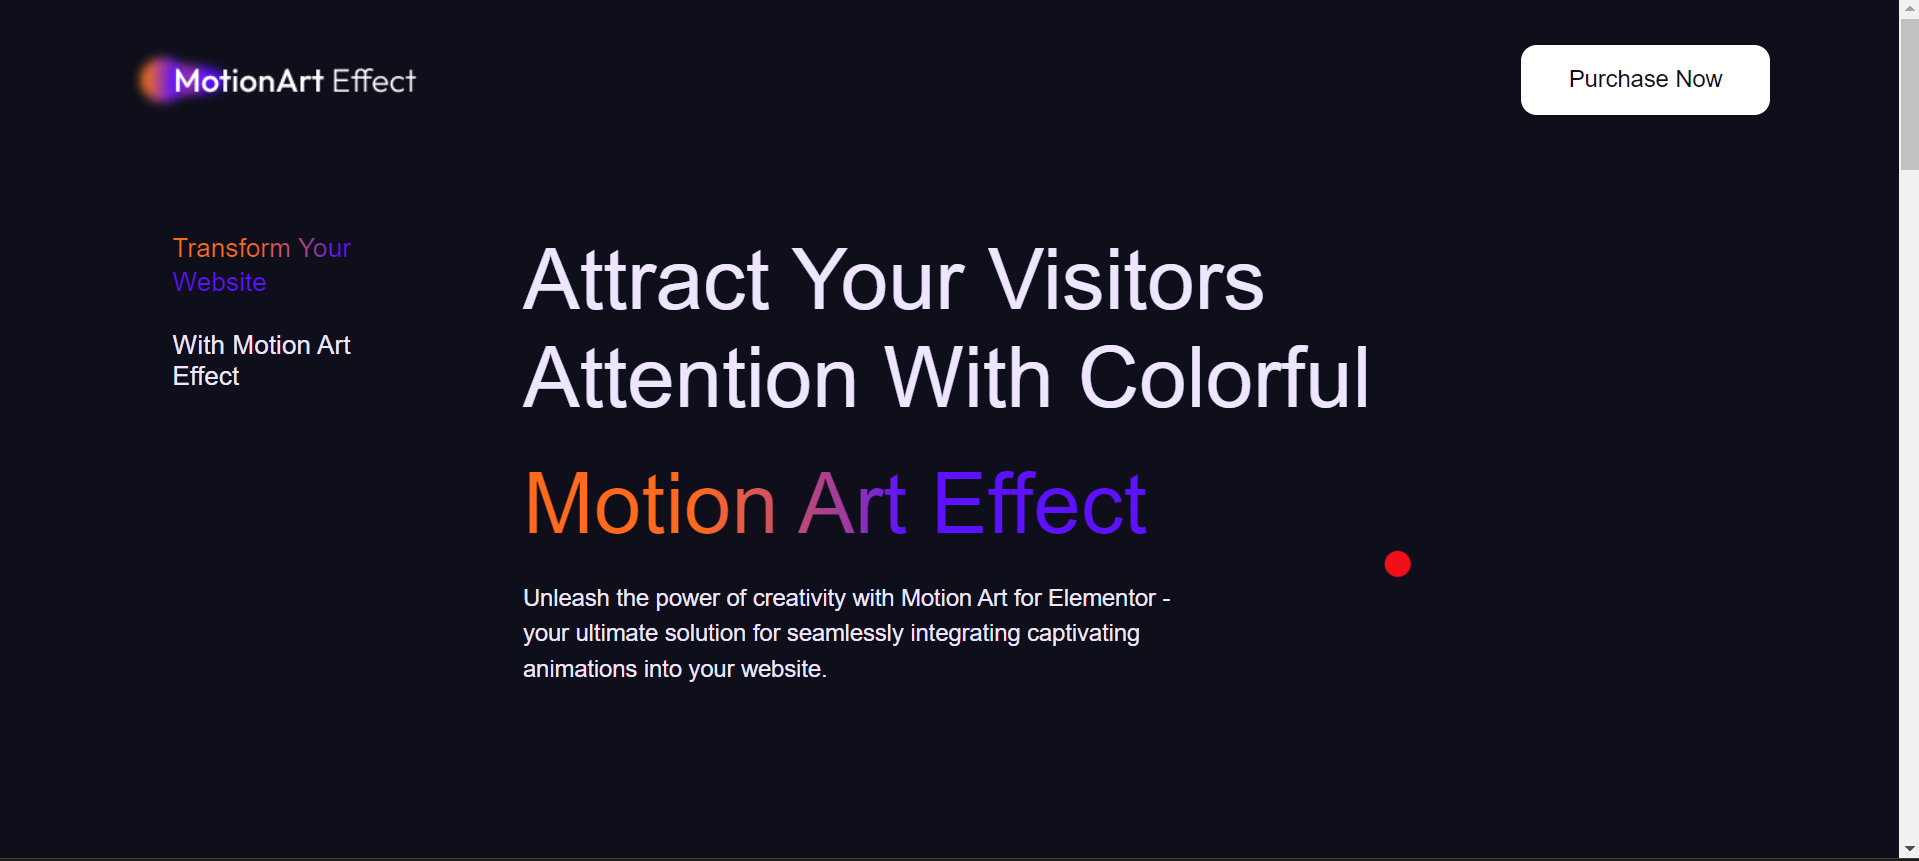 MotionArt Effect
Purchase Now
Transform Your
Website
With Motion Art
Effect
Attract Your Visitors
Attention With Colorful
Motion Art Effect
Unleash the power of creativity with Motion Art for Elementor -
your ultimate solution for seamlessly integrating captivating
animations into your website.